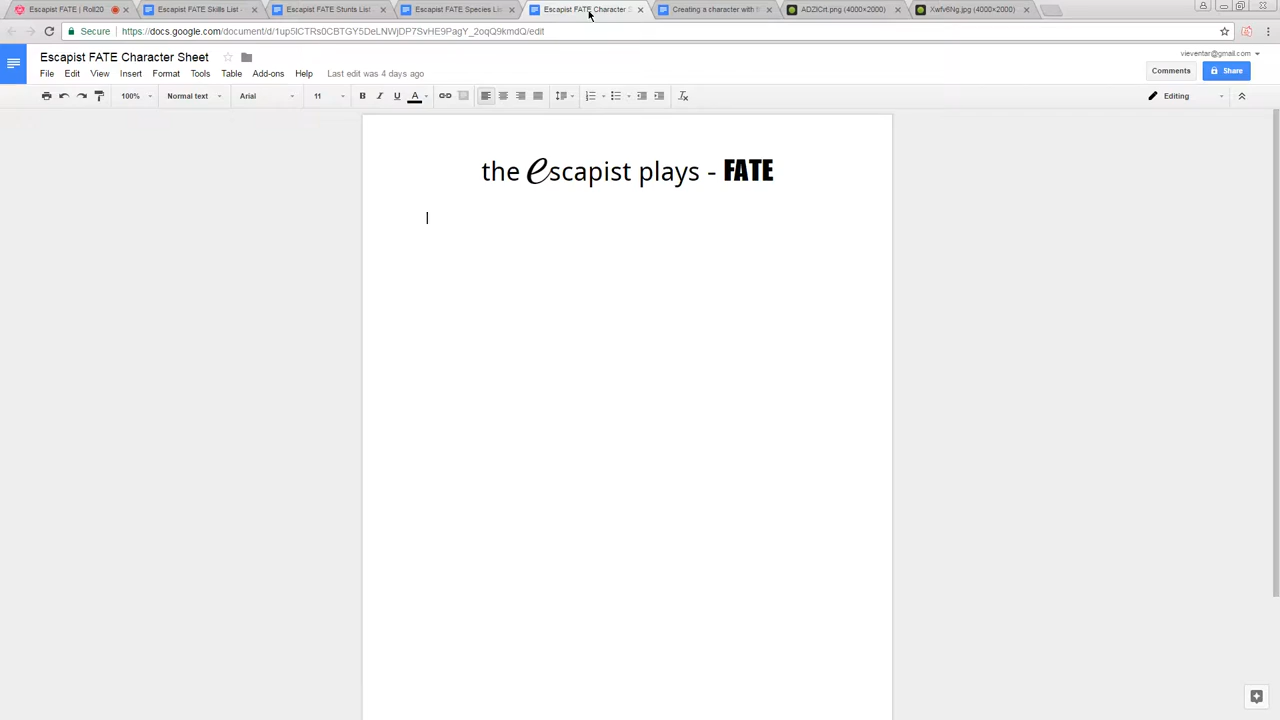 Escapist FATE | Roll20
Escapist FATE Skills List -
Escapist FATE Stunts List
Escapist FATE Species Lis
Escapist FATE Character S
Creating a character with t
ADZICrt.png (4000×2000)
Xwfv6Ng.jpg (4000×2000)
Secure
https://docs.google.com/document/d/1up5ICTRs0CBTGY5DeLNWjDP7SvHE9PagY_2oqQ9kmdQ/edit
Escapist FATE Character Sheet
vieventar@gmail.com
File Edit View Insert Format Tools Table Add-ons Help Last edit was 4 days ago
Comments
Share
100% Normal text Arial 11 B I U A Editing
the escapist plays - FATE